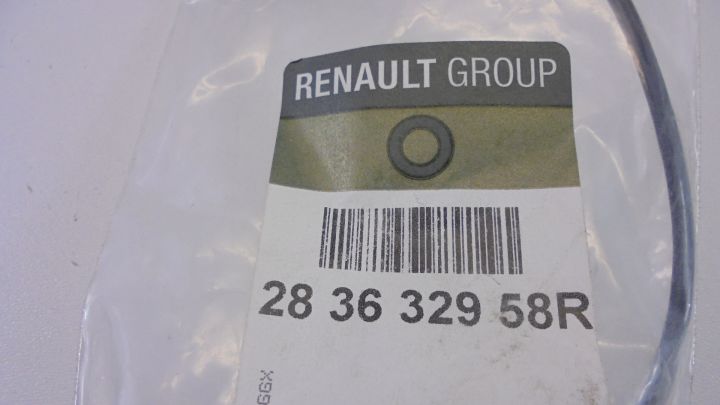 RENAULT GROUP
28 36 329 58R
GGX